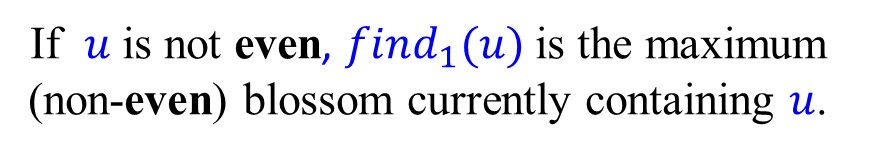 If u is not even, find₁(u) is the maximum
(non-even) blossom currently containing u.